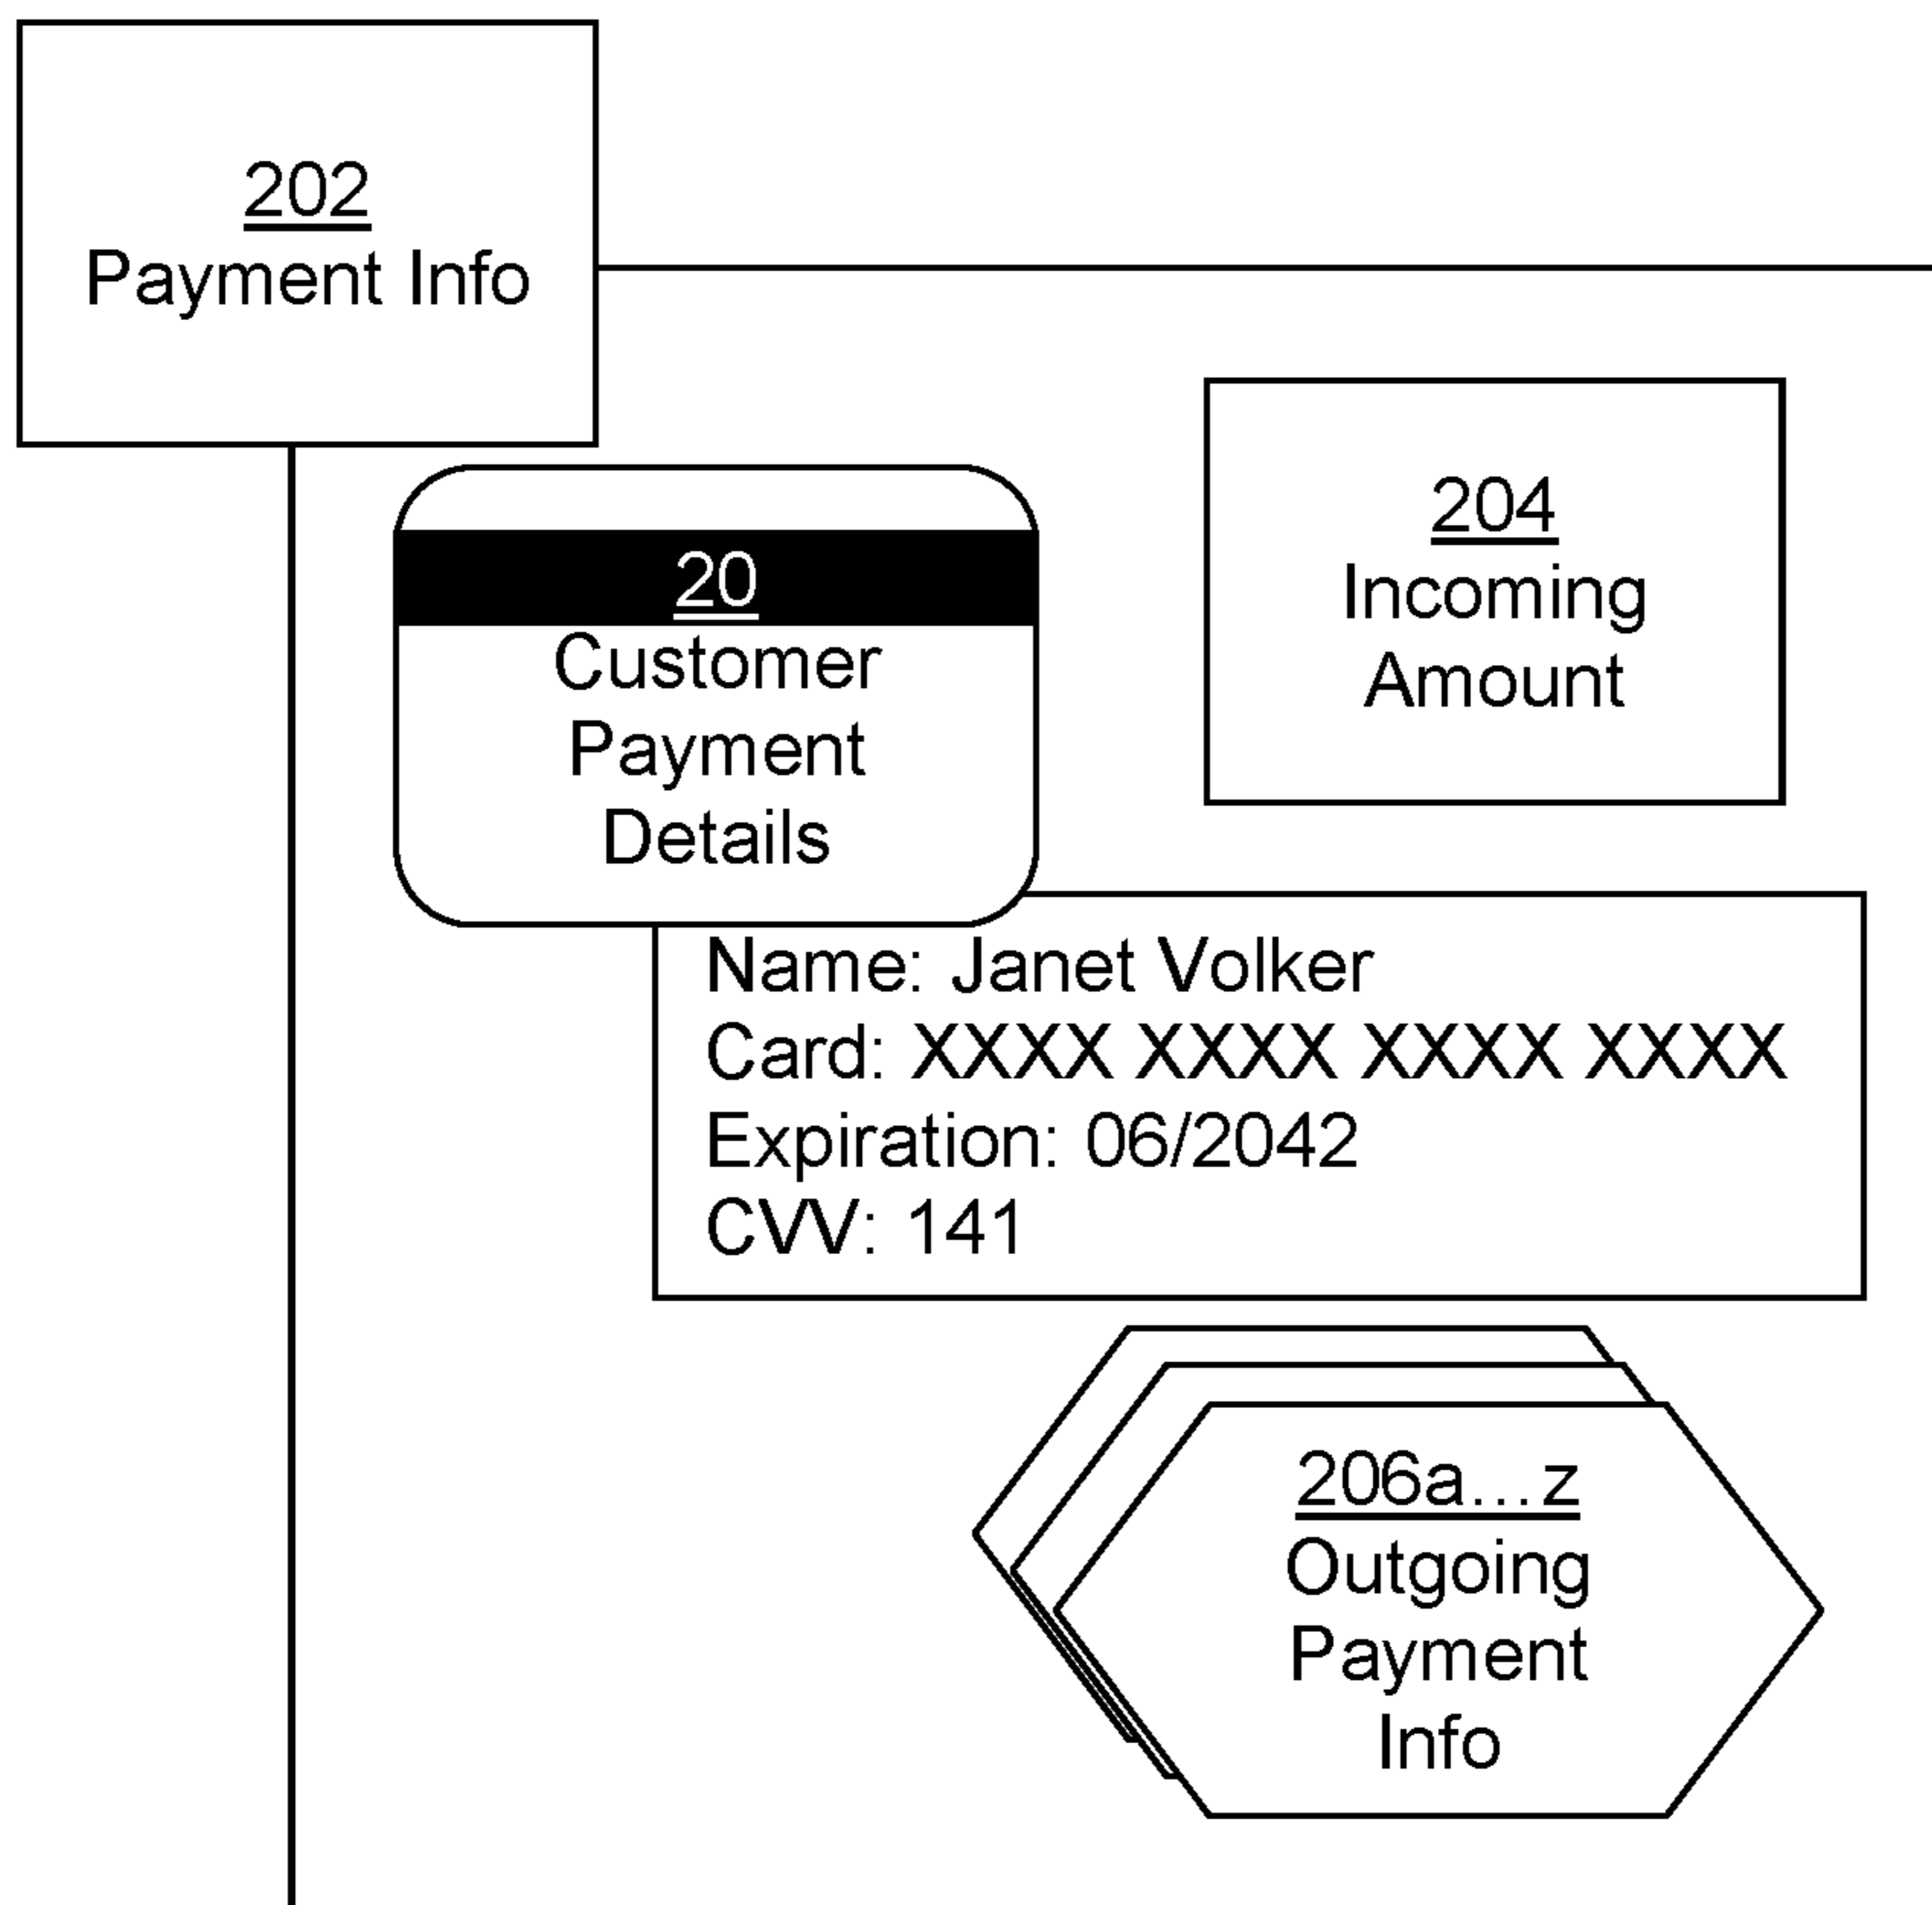 202
Payment Info
204
Incoming
Amount
20
Customer
Payment
Details
Name: Janet Volker
Card: XXXX XXXX XXXX XXXX
Expiration: 06/2042
CVV: 141
206a...z
Outgoing
Payment
Info